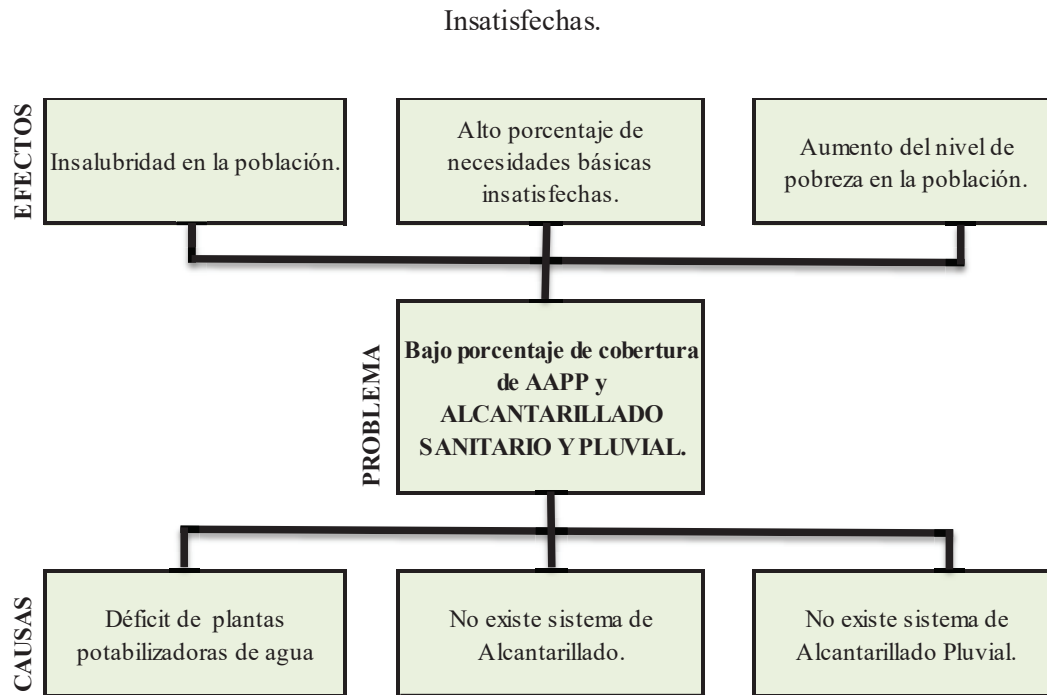 Insatisfechas.
EFECTOS
Insalubridad en la población.
Alto porcentaje de
necesidades básicas
insatisfechas.
Aumento del nivel de
pobreza en la población.
PROBLEMA
Bajo porcentaje de cobertura
de AAPP y
ALCANTARILLADO
SANITARIO Y PLUVIAL.
CAUSAS
Déficit de plantas
potabilizadoras de agua
No existe sistema de
Alcantarillado.
No existe sistema de
Alcantarillado Pluvial.